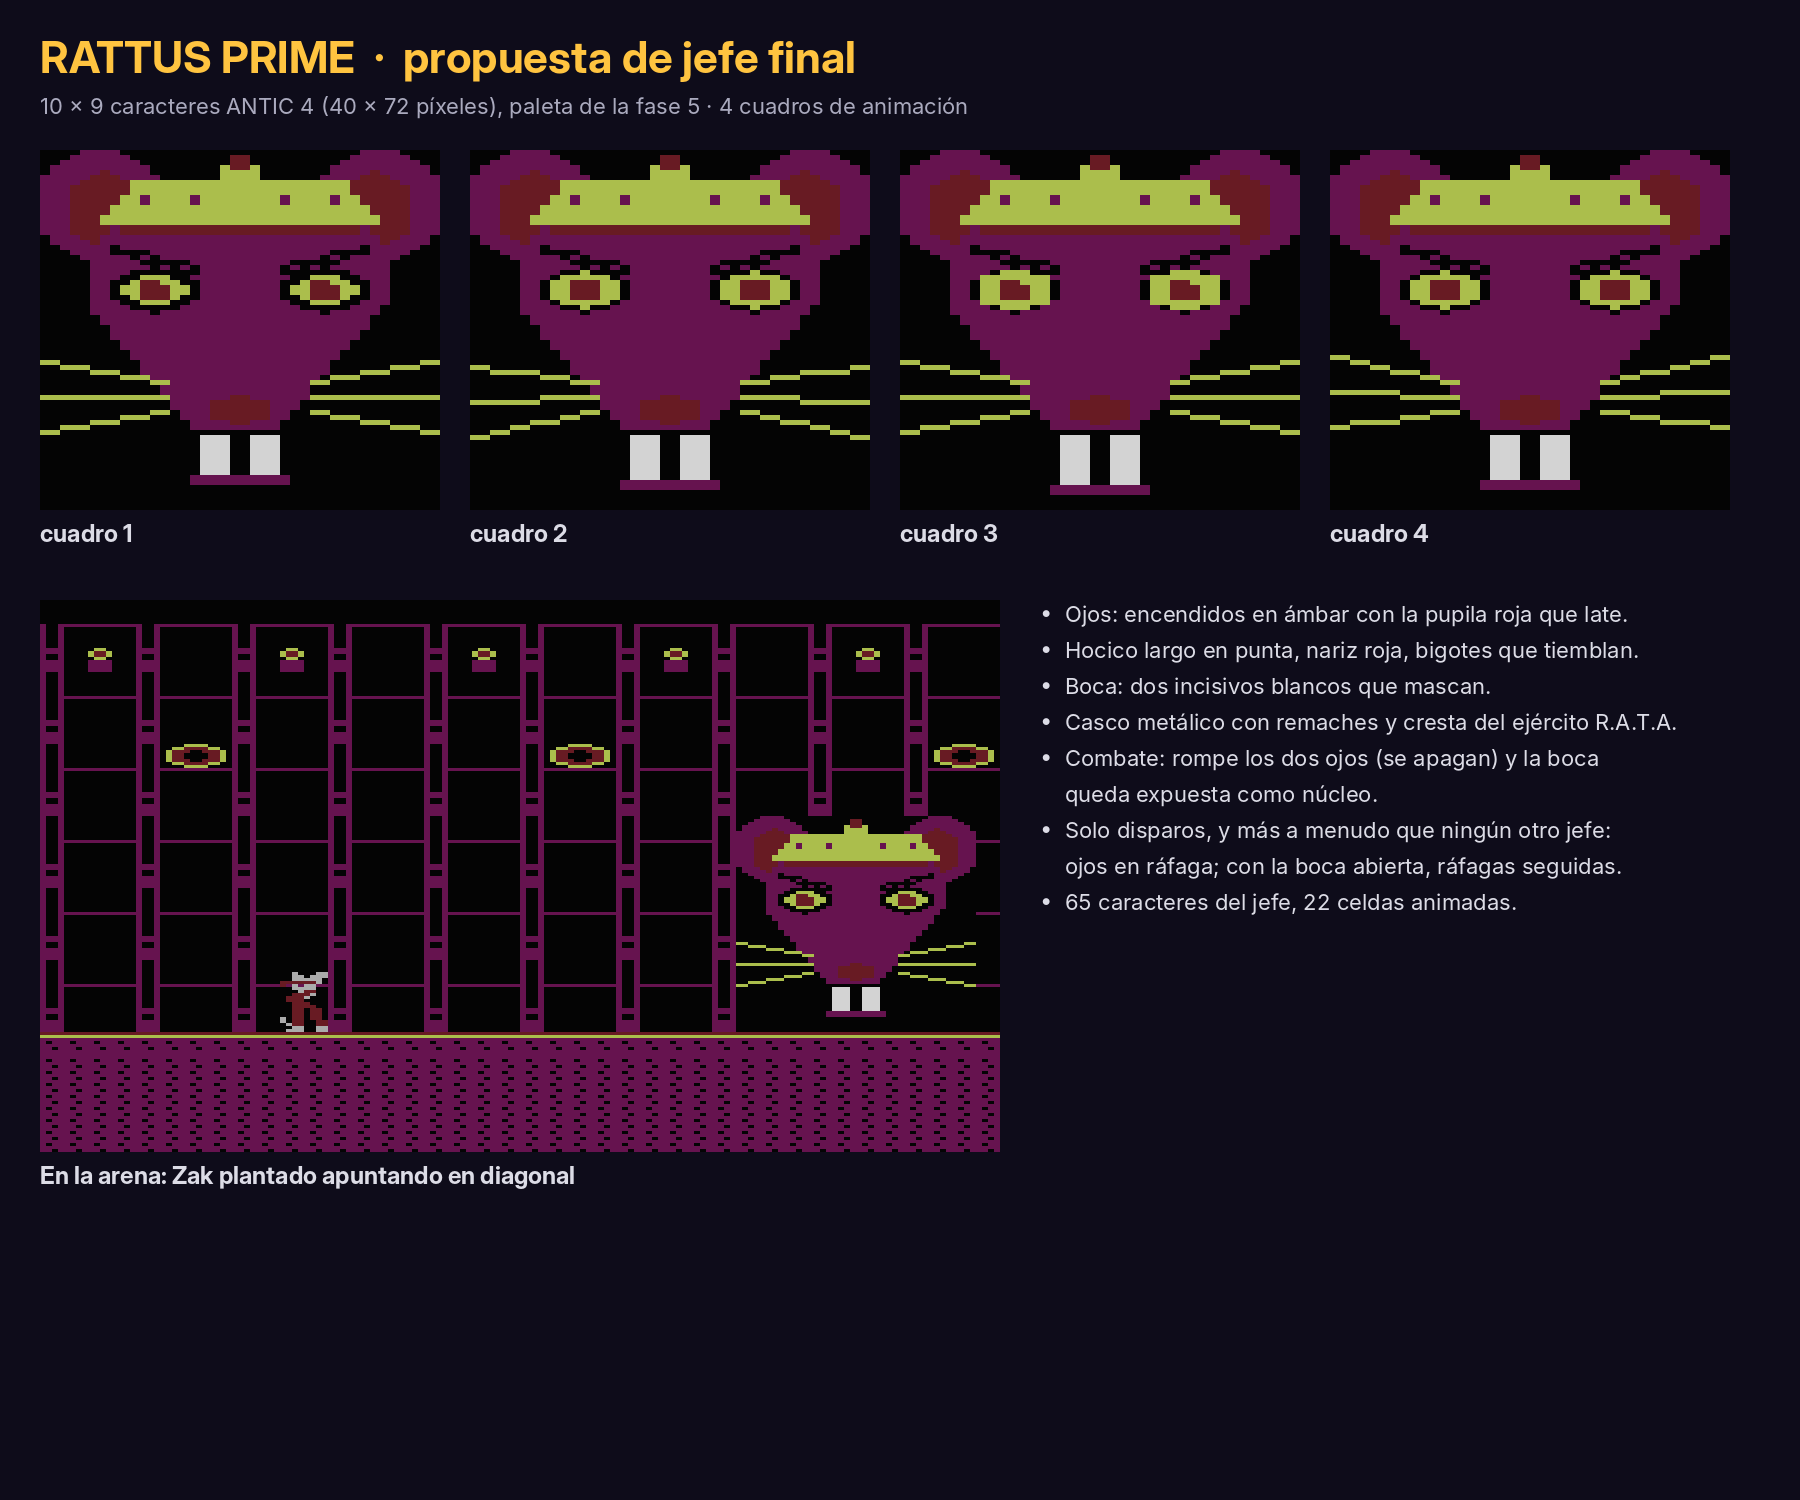 RATTUS PRIME · propuesta de jefe final
10 × 9 caracteres ANTIC 4 (40 × 72 píxeles), paleta de la fase 5 · 4 cuadros de animación
cuadro 1
cuadro 2
cuadro 3
cuadro 4
• Ojos: encendidos en ámbar con la pupila roja que late.
• Hocico largo en punta, nariz roja, bigotes que tiemblan.
• Boca: dos incisivos blancos que mascan.
• Casco metálico con remaches y cresta del ejército R.A.T.A.
• Combate: rompe los dos ojos (se apagan) y la boca
queda expuesta como núcleo.
• Solo disparos, y más a menudo que ningún otro jefe:
ojos en ráfaga; con la boca abierta, ráfagas seguidas.
• 65 caracteres del jefe, 22 celdas animadas.
En la arena: Zak plantado apuntando en diagonal